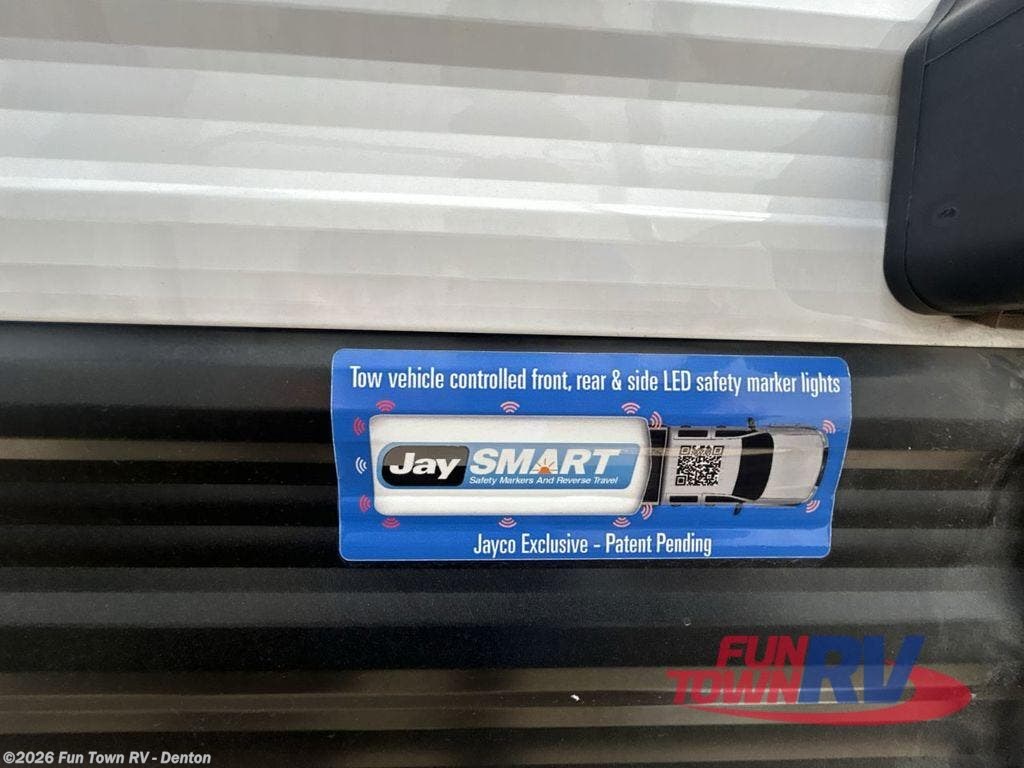 Tow vehicle controlled front, rear & side LED safety marker lights
Jay SMART
Safety Markers And Reverse Travel
Jayco Exclusive - Patent Pending
FUN
TOWN RV
©2026 Fun Town RV - Denton